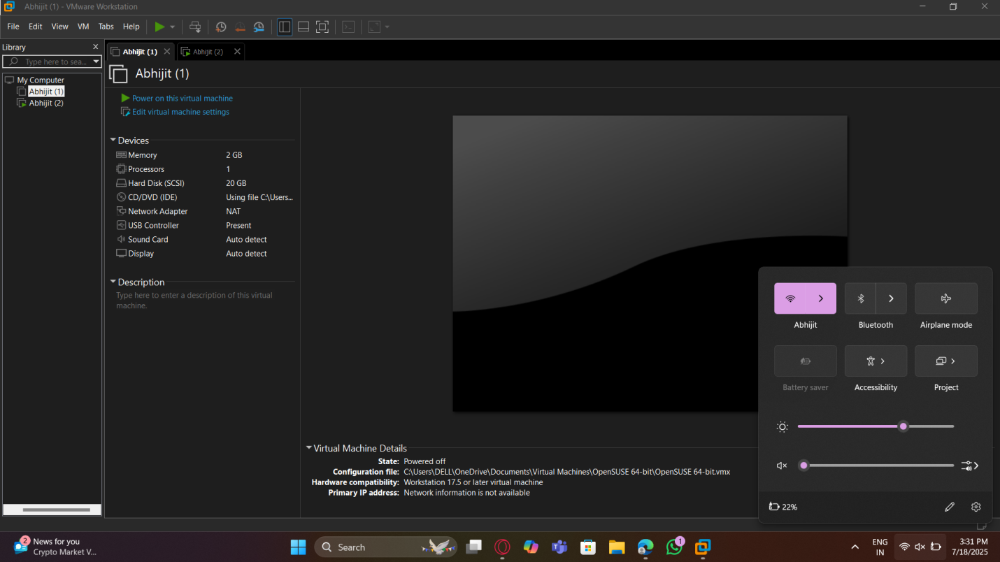 Abhijit (1) - VMware Workstation
File Edit View VM Tabs Help
Library
Type here to sea...
My Computer
Abhijit (1)
Abhijit (2)
Abhijit (1)
Abhijit (2)
Abhijit (1)
Power on this virtual machine
Edit virtual machine settings
Devices
Memory 2 GB
Processors 1
Hard Disk (SCSI) 20 GB
CD/DVD (IDE) Using file C:\Users...
Network Adapter NAT
USB Controller Present
Sound Card Auto detect
Display Auto detect
Description
Type here to enter a description of this virtual
machine.
Virtual Machine Details
State: Powered off
Configuration file: C:\Users\DELL\OneDrive\Documents\Virtual Machines\OpenSUSE 64-bit\OpenSUSE 64-bit.vmx
Hardware compatibility: Workstation 17.5 or later virtual machine
Primary IP address: Network information is not available
Abhijit Bluetooth Airplane mode
Battery saver Accessibility Project
22%
2
News for you
Crypto Market V...
Search
1
ENG
IN
3:31 PM
7/18/2025